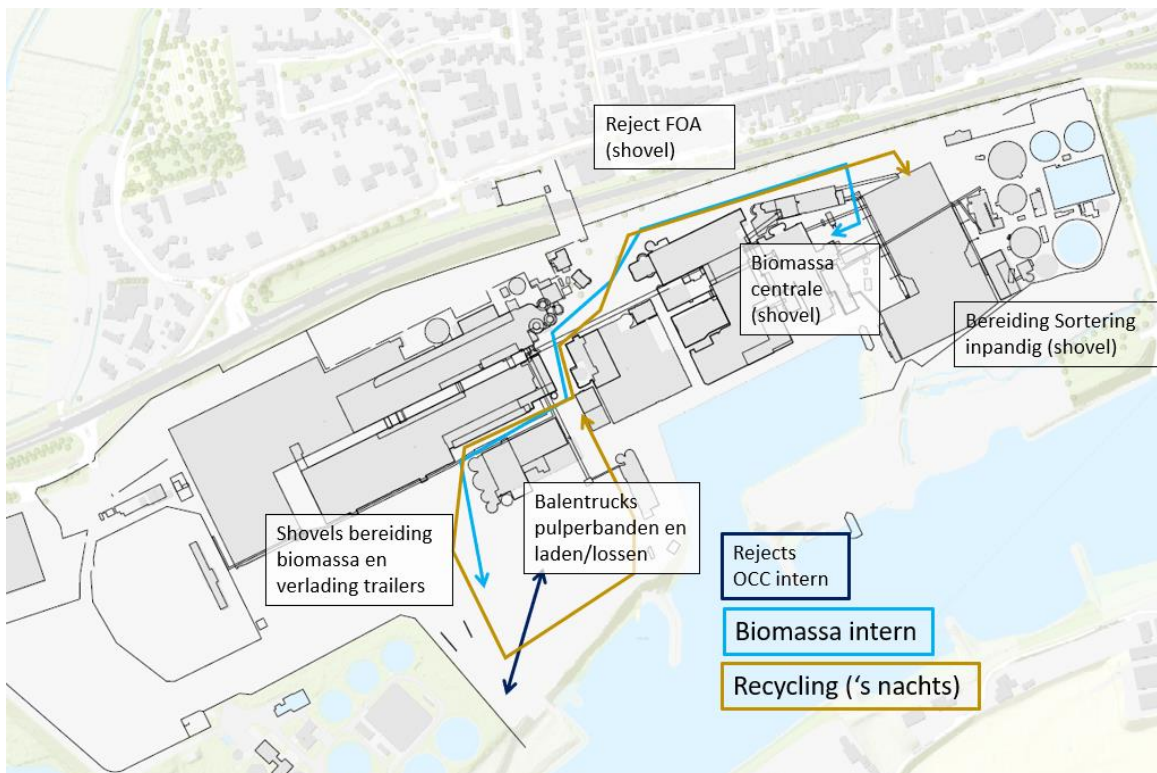 Reject FOA
(shovel)
Biomassa
centrale
(shovel)
Bereiding Sortering
inpandig (shovel)
Shovels bereiding
biomassa en
verlading trailers
Balentrucks
pulperbanden en
laden/lossen
Rejects
OCC intern
Biomassa intern
Recycling (‘s nachts)